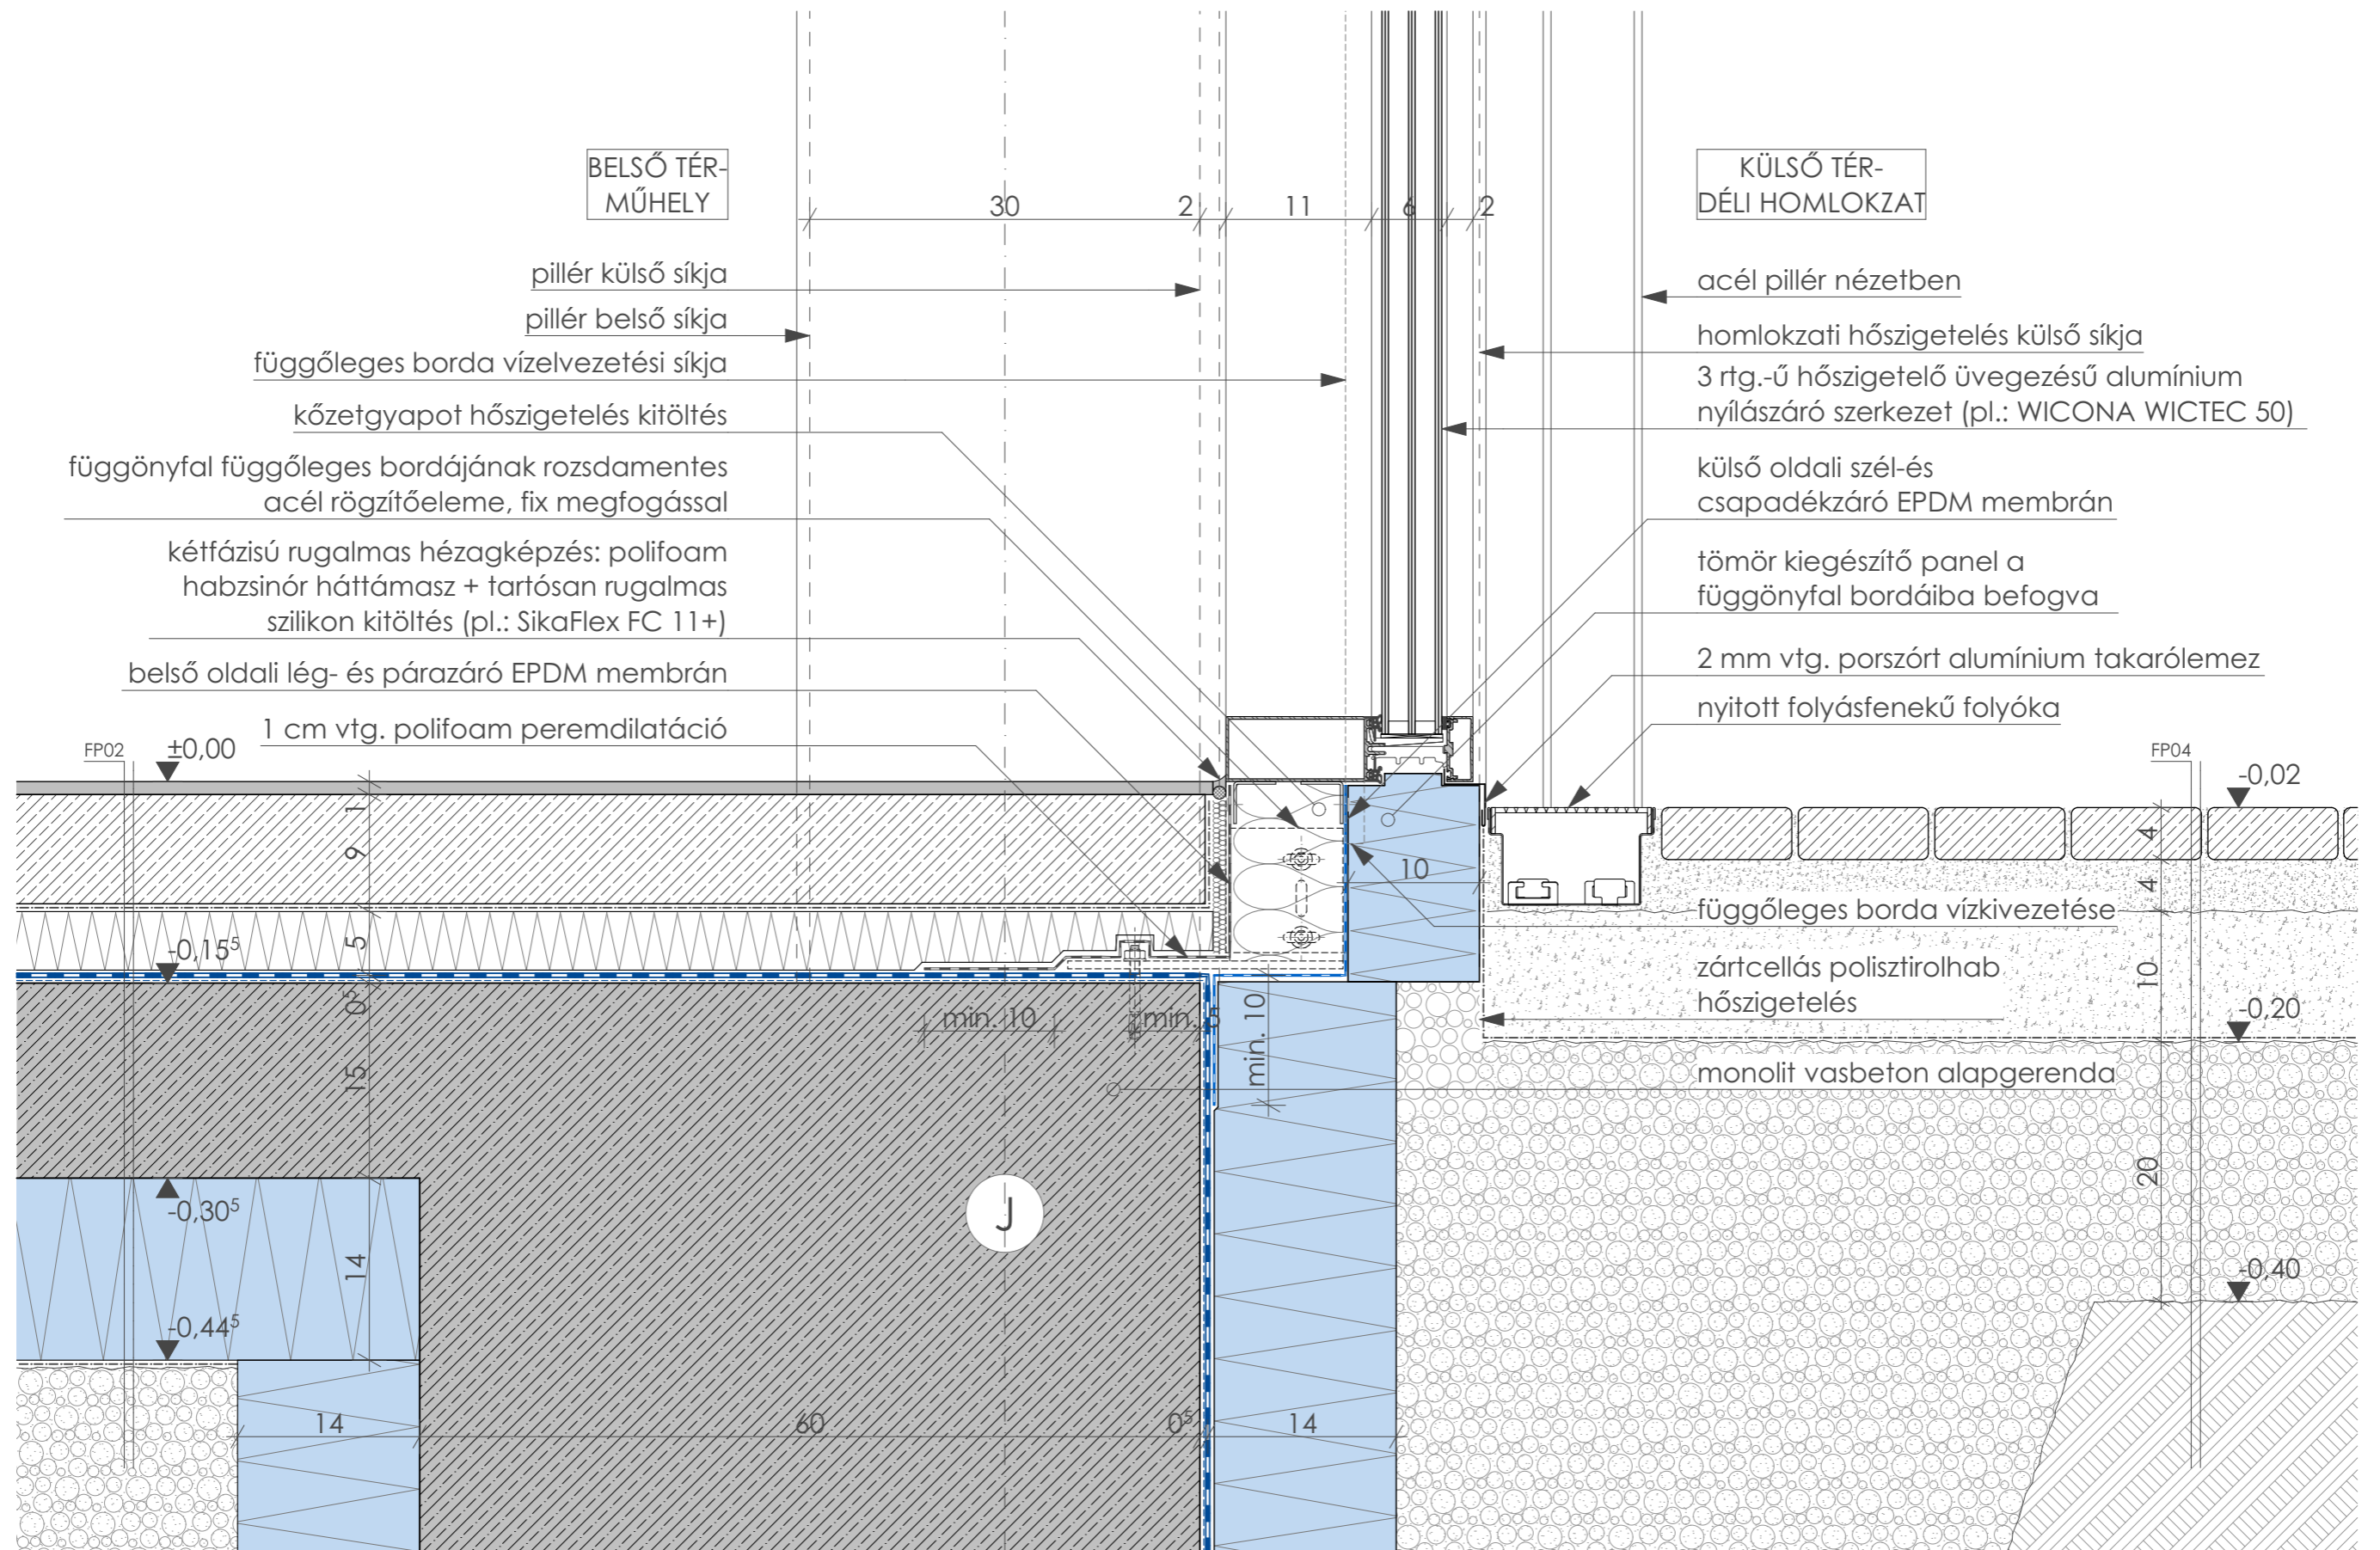 BELSŐ TÉR-
MŰHELY
KÜLSŐ TÉR-
DÉLI HOMLOKZAT
30
2
11
6
2
pillér külső síkja
pillér belső síkja
függőleges borda vízelvezetési síkja
kőzetgyapot hőszigetelés kitöltés
függönyfal függőleges bordájának rozsdamentes
acél rögzítőeleme, fix megfogással
kétfázisú rugalmas hézagképzés: polifoam
habzsinór háttámasz + tartósan rugalmas
szilikon kitöltés (pl.: SikaFlex FC 11+)
belső oldali lég- és párazáró EPDM membrán
1 cm vtg. polifoam peremdilatáció
acél pillér nézetben
homlokzati hőszigetelés külső síkja
3 rtg.-ű hőszigetelő üvegezésű alumínium
nyílászáró szerkezet (pl.: WICONA WICTEC 50)
külső oldali szél-és
csapadékzáró EPDM membrán
tömör kiegészítő panel a
függönyfal bordáiba befogva
2 mm vtg. porszórt alumínium takarólemez
nyitott folyásfenekű folyóka
függőleges borda vízkivezetése
zártcellás polisztirolhab
hőszigetelés
monolit vasbeton alapgerenda
FP02
±0,00
1
9
5
-0,15⁵
0⁵
15
-0,30⁵
14
-0,44⁵
14
60
0⁵
14
J
min. 10
min. 5
min. 10
10
FP04
-0,02
4
4
10
-0,20
20
-0,40